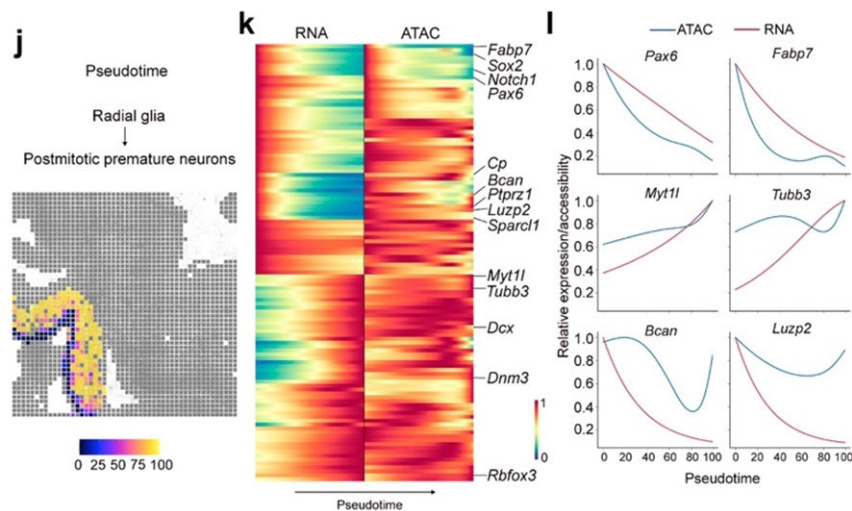 j
Pseudotime
Radial glia
Postmitotic premature neurons
0 25 50 75 100
k
RNA ATAC
Fabp7
Sox2
Notch1
Pax6
Cp
Bcan
Ptprz1
Luzp2
Sparcl1
Myt1l
Tubb3
Dcx
Dnm3
Rbfox3
1
0
Pseudotime
l
ATAC RNA
Pax6 Fabp7
1.0
0.8
0.6
0.4
0.2
Myt1l Tubb3
1.0
0.8
0.6
0.4
0.2
Bcan Luzp2
1.0
0.8
0.6
0.4
0.2
Relative expression/accessibility
0 20 40 60 80 100 0 20 40 60 80 100
Pseudotime